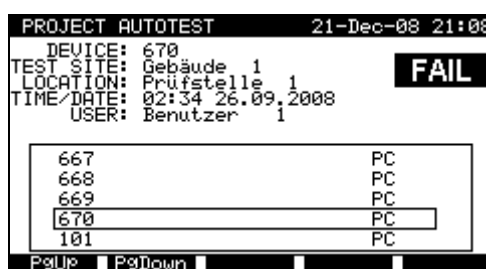 PROJECT AUTOTEST 21-Dec-08 21:08
DEVICE: 670
TEST SITE: Gebäude 1
FAIL
LOCATION: Prüfstelle 1
TIME/DATE: 02:34 26.09.2008
USER: Benutzer 1
667 PC
668 PC
669 PC
670 PC
101 PC
PgUp PgDown